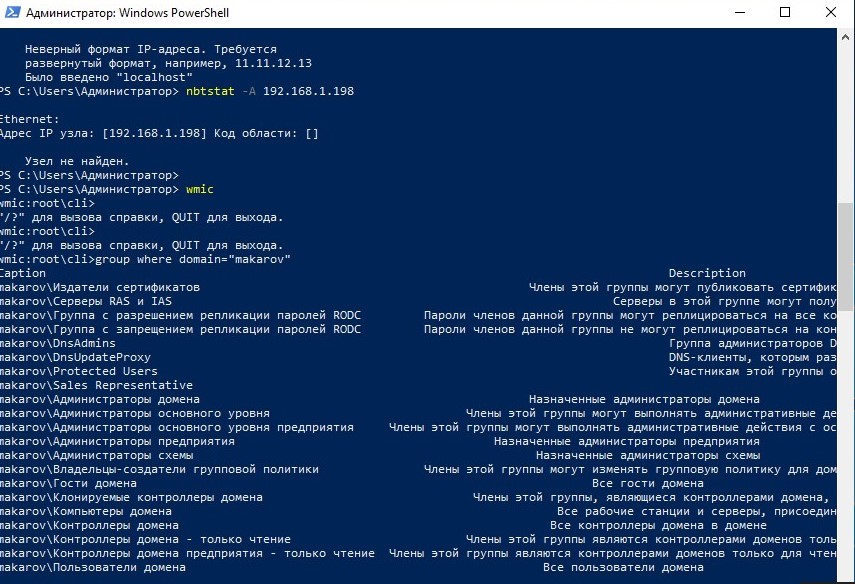 Администратор: Windows PowerShell
Неверный формат IP-адреса. Требуется
развернутый формат, например, 11.11.12.13
Было введено "localhost"
PS C:\Users\Администратор> nbtstat -A 192.168.1.198
Ethernet:
Адрес IP узла: [192.168.1.198] Код области: []
Узел не найден.
PS C:\Users\Администратор>
PS C:\Users\Администратор> wmic
wmic:root\cli>
"/?" для вызова справки, QUIT для выхода.
wmic:root\cli>
"/?" для вызова справки, QUIT для выхода.
wmic:root\cli>group where domain="makarov"
Caption Description
makarov\Издатели сертификатов Члены этой группы могут публиковать сертифик
makarov\Серверы RAS и IAS Серверы в этой группе могут полу
makarov\Группа с разрешением репликации паролей RODC Пароли членов данной группы могут реплицироваться на все ко
makarov\Группа с запрещением репликации паролей RODC Пароли членов данной группы не могут реплицироваться на кон
makarov\DnsAdmins Группа администраторов D
makarov\DnsUpdateProxy DNS-клиенты, которым раз
makarov\Protected Users Участникам этой группы о
makarov\Sales Representative
makarov\Администраторы домена Назначенные администраторы домена
makarov\Администраторы основного уровня Члены этой группы могут выполнять административные де
makarov\Администраторы основного уровня предприятия Члены этой группы могут выполнять административные действия с ос
makarov\Администраторы предприятия Назначенные администраторы предприятия
makarov\Администраторы схемы Назначенные администраторы схемы
makarov\Владельцы-создатели групповой политики Члены этой группы могут изменять групповую политику для дом
makarov\Гости домена Все гости домена
makarov\Клонируемые контроллеры домена Члены этой группы, являющиеся контроллерами домена,
makarov\Компьютеры домена Все рабочие станции и серверы, присоедин
makarov\Контроллеры домена Все контроллеры домена в домене
makarov\Контроллеры домена - только чтение Члены этой группы являются контроллерами доменов толь
makarov\Контроллеры домена предприятия - только чтение Члены этой группы являются контроллерами доменов только для чтен
makarov\Пользователи домена Все пользователи домена